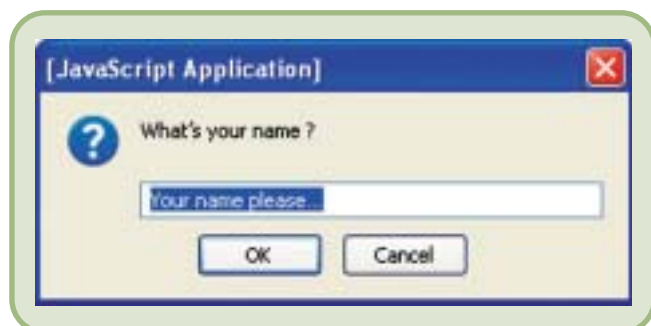 [JavaScript Application]
What's your name ?
Your name please...
OK
Cancel